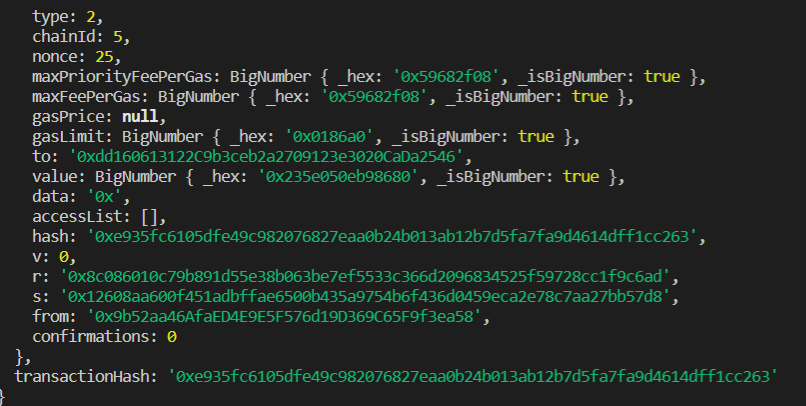 type: 2,
chainId: 5,
nonce: 25,
maxPriorityFeePerGas: BigNumber { _hex: '0x59682f08', _isBigNumber: true },
maxFeePerGas: BigNumber { _hex: '0x59682f08', _isBigNumber: true },
gasPrice: null,
gasLimit: BigNumber { _hex: '0x0186a0', _isBigNumber: true },
to: '0xdd160613122C9b3ceb2a2709123e3020CaDa2546',
value: BigNumber { _hex: '0x235e050eb98680', _isBigNumber: true },
data: '0x',
accessList: [],
hash: '0xe935fc6105dfe49c982076827eaa0b24b013ab12b7d5fa7fa9d4614dff1cc263',
v: 0,
r: '0x8c086010c79b891d55e38b063be7ef5533c366d2096834525f59728cc1f9c6ad',
s: '0x12608aa600f451adbffae6500b435a9754b6f436d0459eca2e78c7aa27bb57d8',
from: '0x9b52aa46AfaED4E9E5F576d19D369C65F9f3ea58',
confirmations: 0
},
transactionHash: '0xe935fc6105dfe49c982076827eaa0b24b013ab12b7d5fa7fa9d4614dff1cc263'
}